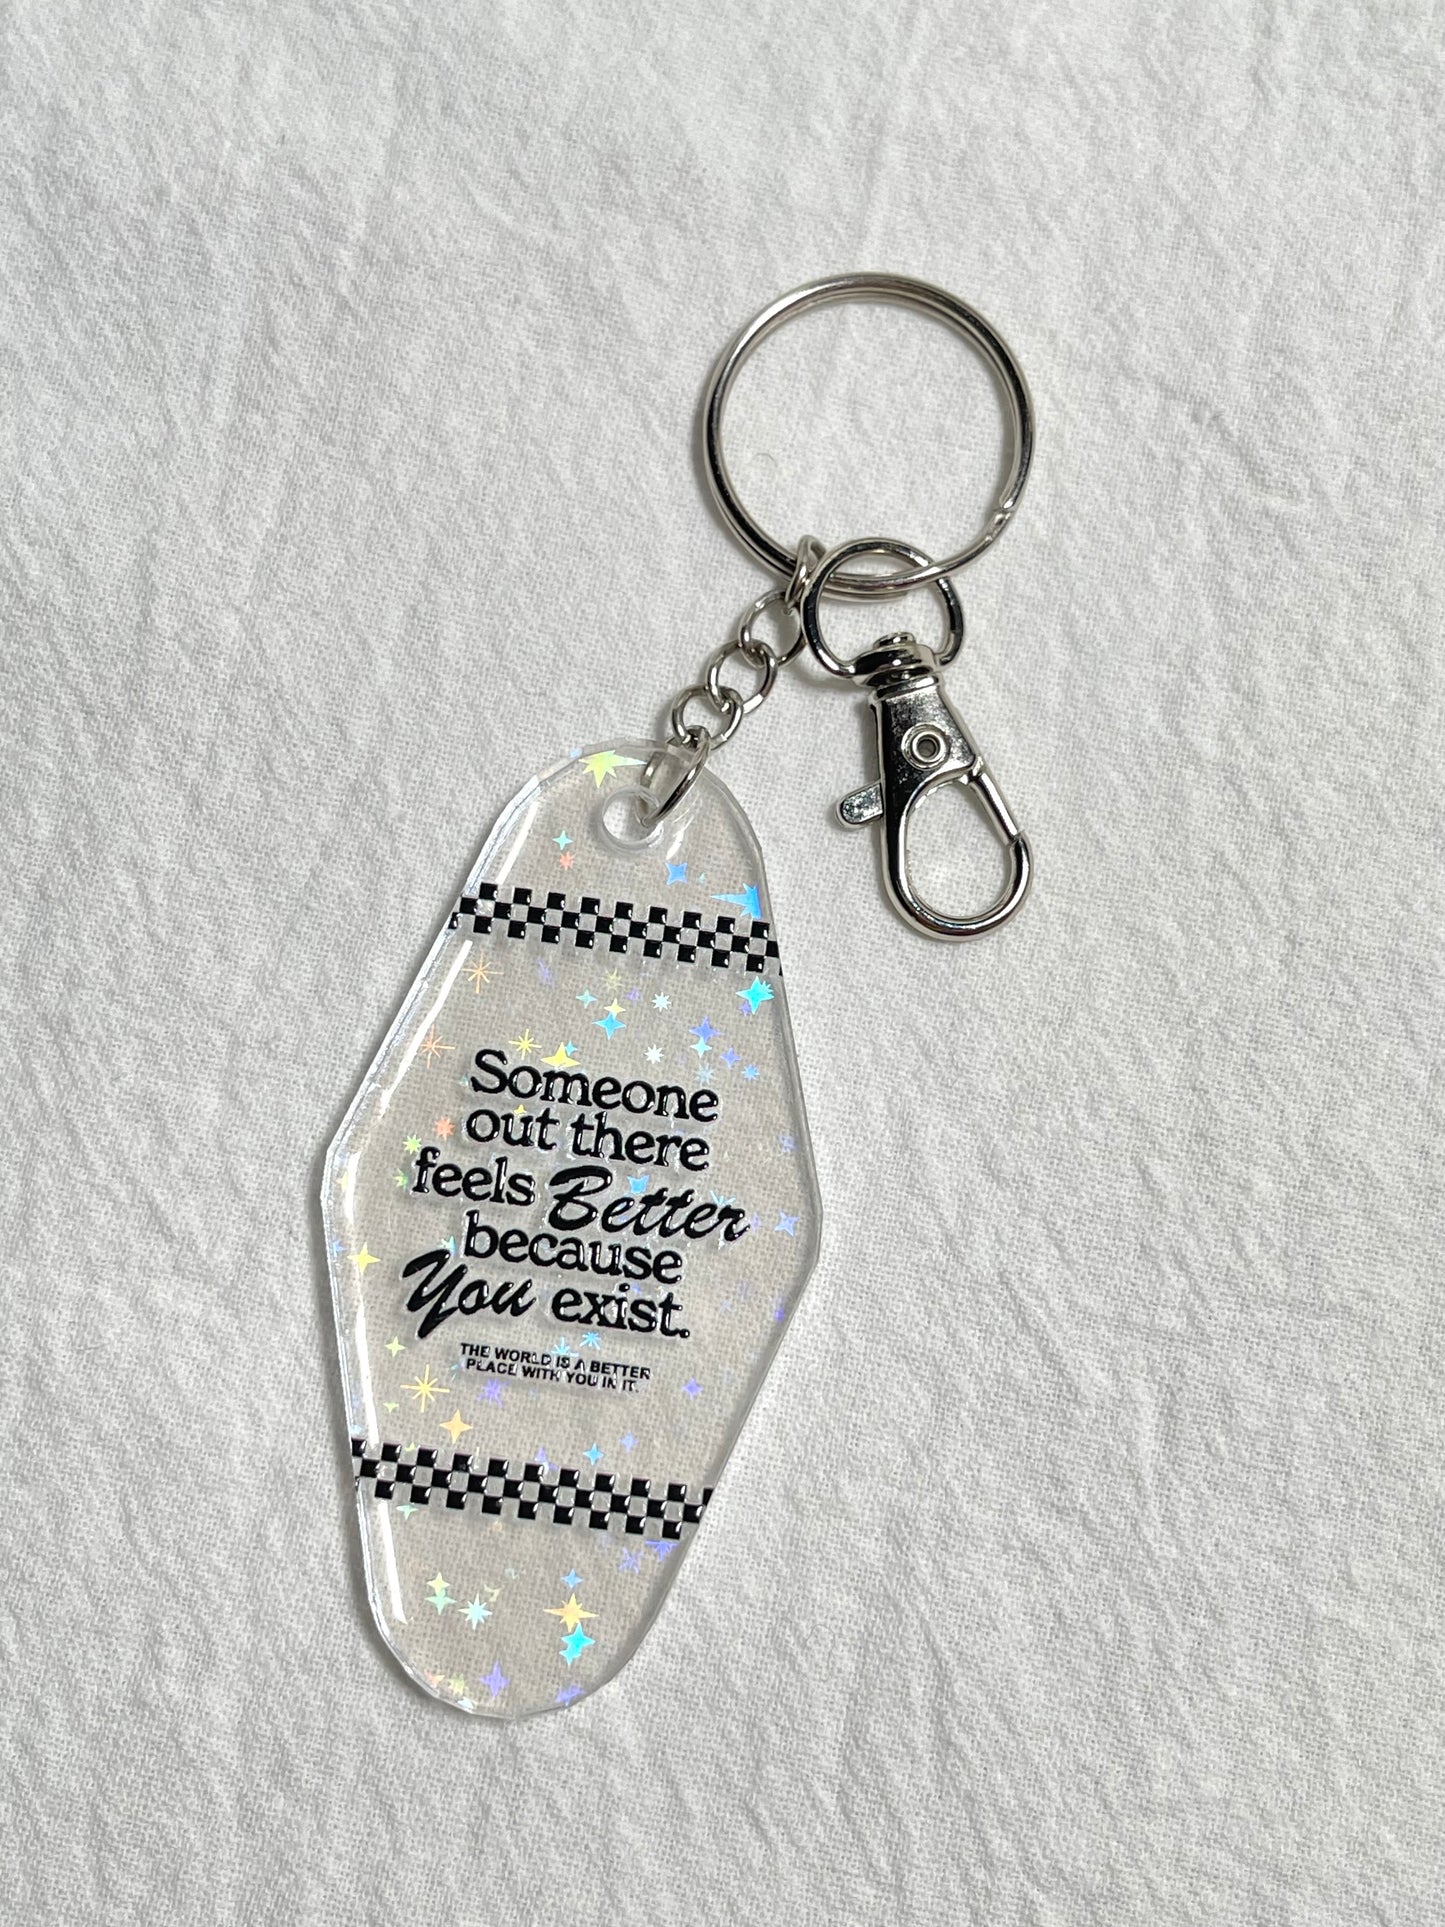 Someone
out there
feels Better
because
You exist.
THE WORLD IS A BETTER
PLACE WITH YOU IN IT.